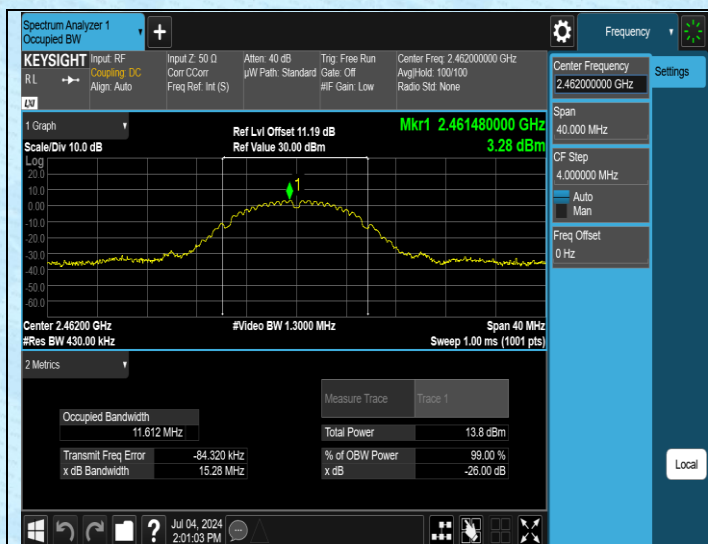 Spectrum Analyzer 1
Occupied BW
Frequency
KEYSIGHT
R L
LXI
Input: RF
Coupling: DC
Align: Auto
Input Z: 50 Ω
Corr CCorr
Freq Ref: Int (S)
Atten: 40 dB
µW Path: Standard
Trig: Free Run
Gate: Off
#IF Gain: Low
Center Freq: 2.462000000 GHz
Avg|Hold: 100/100
Radio Std: None
Center Frequency
2.462000000 GHz
Settings
Span
40.000 MHz
CF Step
4.000000 MHz
Auto
Man
Freq Offset
0 Hz
1 Graph
Scale/Div 10.0 dB
Ref Lvl Offset 11.19 dB
Ref Value 30.00 dBm
Mkr1 2.461480000 GHz
3.28 dBm
Log
20.0
10.0
0.00
-10.0
-20.0
-30.0
-40.0
-50.0
-60.0
1
Center 2.46200 GHz
#Res BW 430.00 kHz
#Video BW 1.3000 MHz
Span 40 MHz
Sweep 1.00 ms (1001 pts)
2 Metrics
Measure Trace
Trace 1
Occupied Bandwidth
11.612 MHz
Total Power
13.8 dBm
Transmit Freq Error
-84.320 kHz
% of OBW Power
99.00 %
x dB Bandwidth
15.28 MHz
x dB
-26.00 dB
Local
Jul 04, 2024
2:01:03 PM